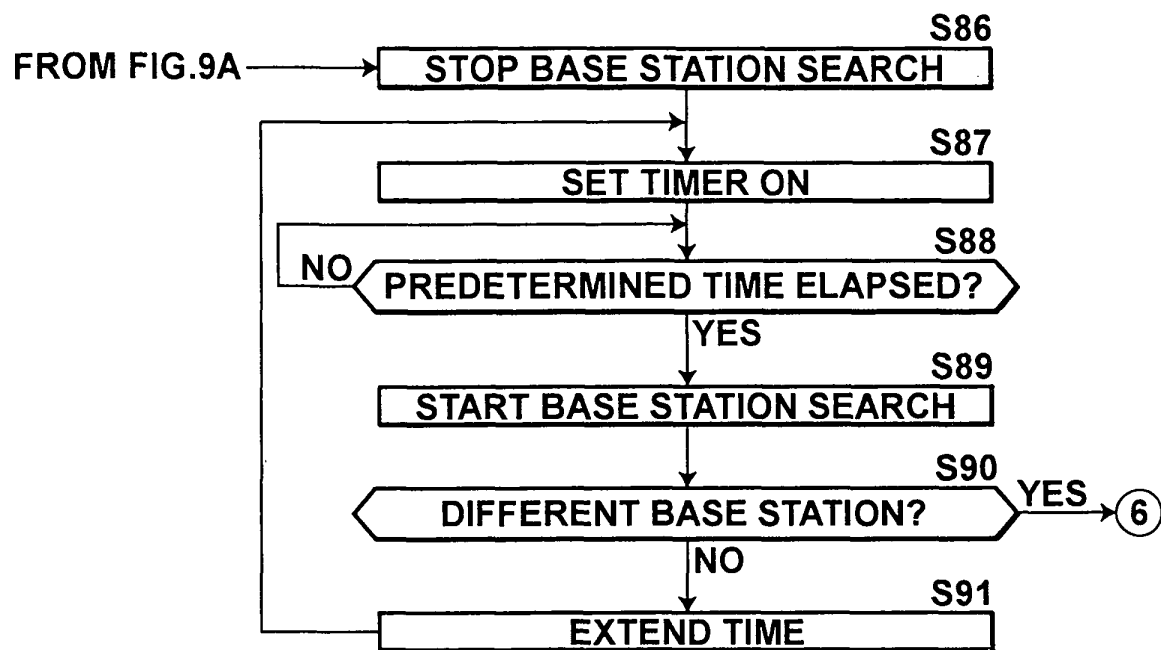 S86
FROM FIG.9A
STOP BASE STATION SEARCH
S87
SET TIMER ON
S88
NO
PREDETERMINED TIME ELAPSED?
YES
S89
START BASE STATION SEARCH
S90
DIFFERENT BASE STATION?
YES
6
NO
S91
EXTEND TIME